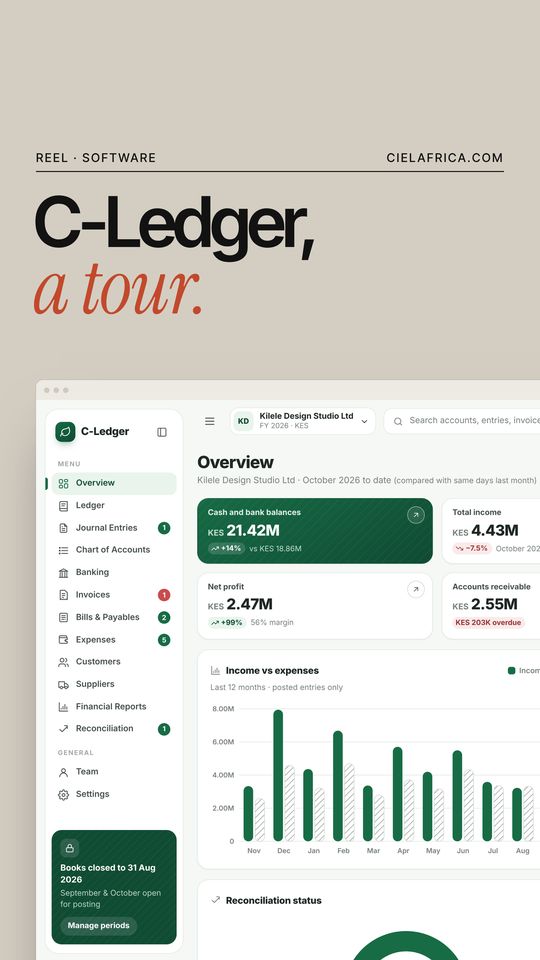 REEL · SOFTWARE
CIELAFRICA.COM
C-Ledger,
a tour.
C-Ledger
KD
Kilele Design Studio Ltd
FY 2026 · KES
Search accounts, entries, invoice
MENU
Overview
Ledger
Journal Entries 1
Chart of Accounts
Banking
Invoices 1
Bills & Payables 2
Expenses 5
Customers
Suppliers
Financial Reports
Reconciliation 1
GENERAL
Team
Settings
Books closed to 31 Aug
2026
September & October open
for posting
Manage periods
Overview
Kilele Design Studio Ltd · October 2026 to date (compared with same days last month)
Cash and bank balances
KES 21.42M
+14% vs KES 18.86M
Total income
KES 4.43M
−7.5% October 202
Net profit
KES 2.47M
+99% 56% margin
Accounts receivable
KES 2.55M
KES 203K overdue
Income vs expenses
Incom
Last 12 months · posted entries only
8.00M
6.00M
4.00M
2.00M
0
Nov Dec Jan Feb Mar Apr May Jun Jul Aug
Reconciliation status